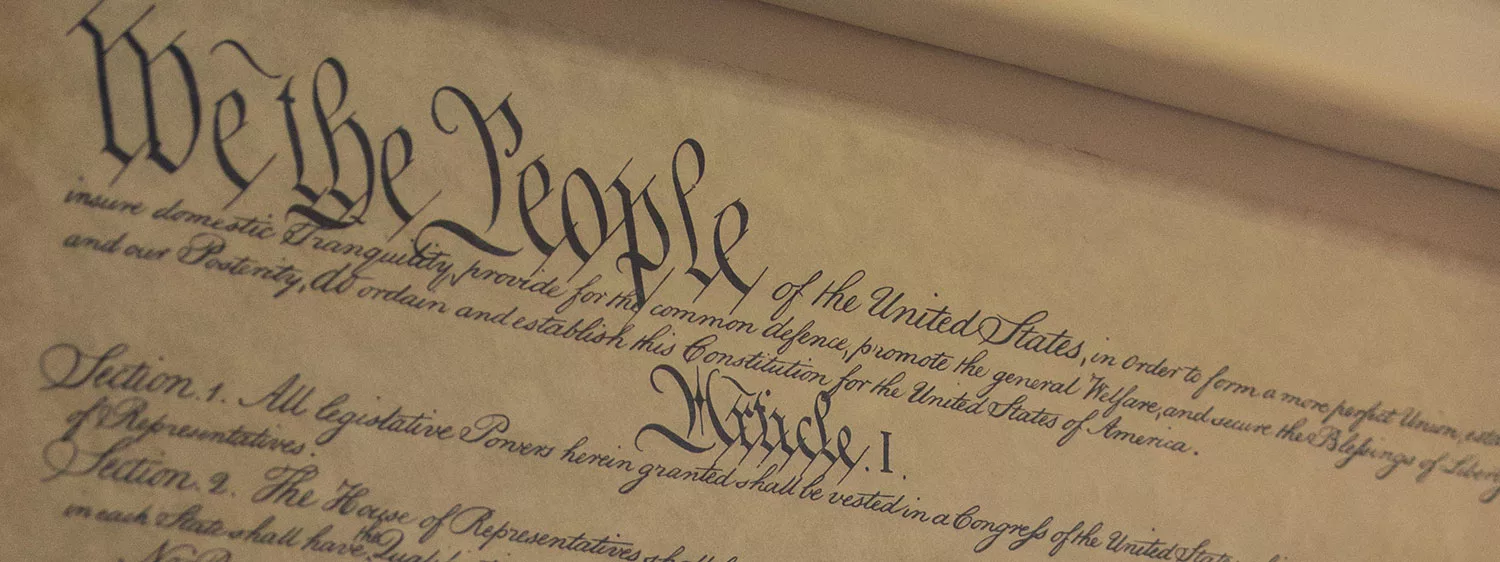 We the People of the United States, in order to form a more perfect Union, esta
insure domestic Tranquility, provide for the common defence, promote the general Welfare, and secure the Blessings of Liberty
and our Posterity, do ordain and establish this Constitution for the United States of America.
Article. I.
Section. 1. All legislative Powers herein granted shall be vested in a Congress of the United States
of Representatives.
Section. 2. The House of Representatives shall
in each State shall have the
No